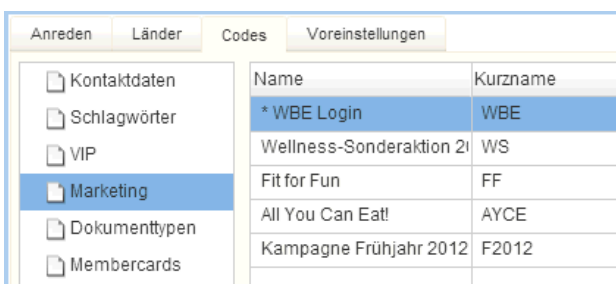 Anreden Länder Codes Voreinstellungen
Kontaktdaten
Schlagwörter
VIP
Marketing
Dokumenttypen
Membercards
Name Kurzname
* WBE Login WBE
Wellness-Sonderaktion WS
Fit for Fun FF
All You Can Eat! AYCE
Kampagne Frühjahr 2012 F2012